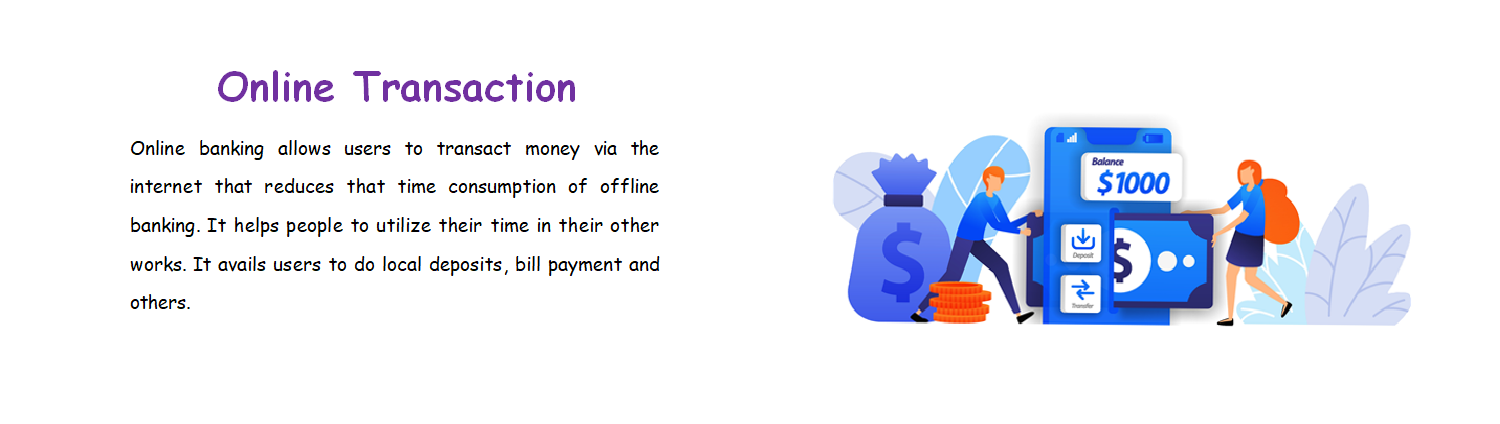 Online Transaction
Online banking allows users to transact money via the
internet that reduces that time consumption of offline
banking. It helps people to utilize their time in their other
works. It avails users to do local deposits, bill payment and
others.
Balance
$1000
$
Deposit
$
Transfer